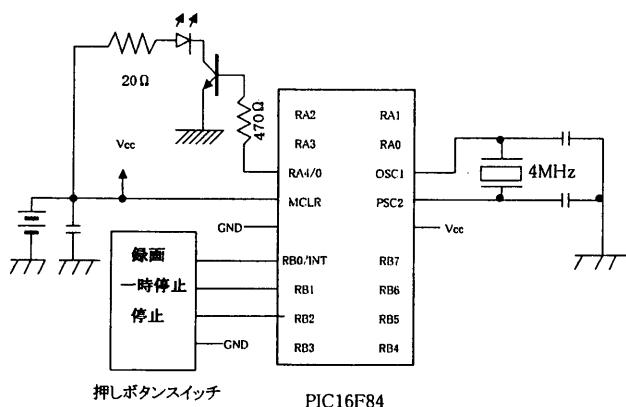 20Ω
470Ω
Vcc
RA2
RA1
RA3
RA0
RA4/0
OSC1
4MHz
MCLR
PSC2
GND
Vcc
録画
RB0/INT
RB7
一時停止
RB1
RB6
停止
RB2
RB5
GND
RB3
RB4
押しボタンスイッチ
PIC16F84